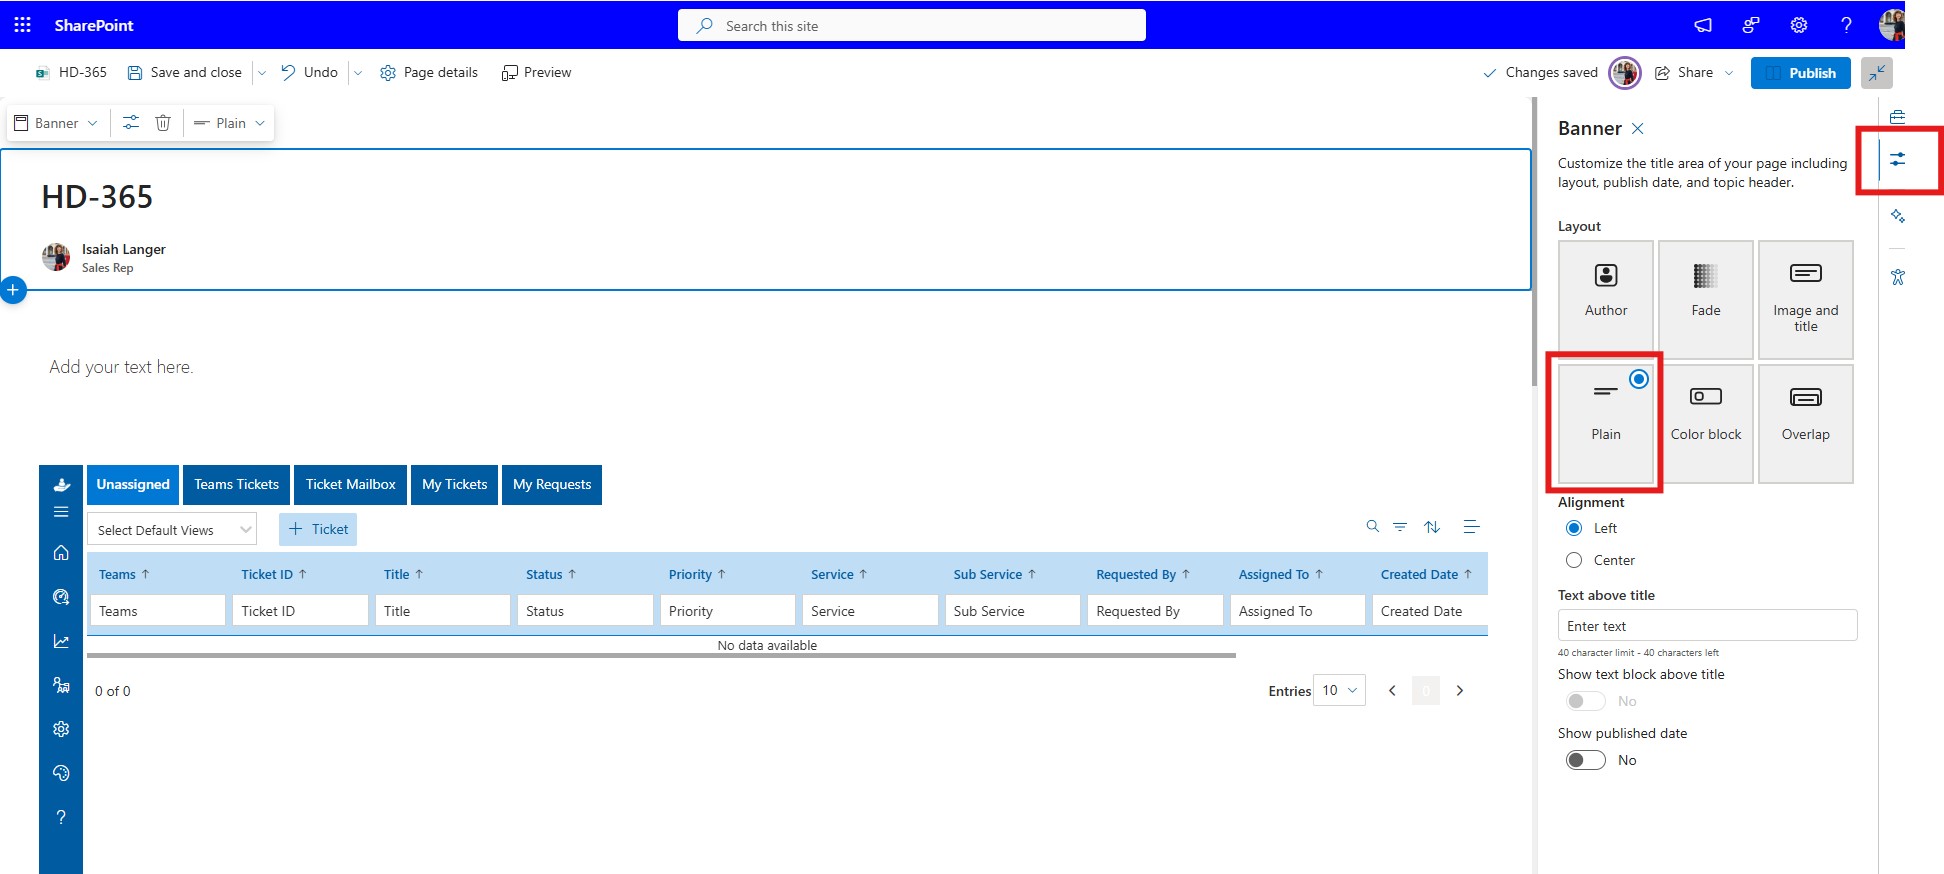 SharePoint
Search this site
?
HD-365 Save and close Undo Page details Preview
Changes saved Share Publish
Banner Plain
HD-365
Isaiah Langer
Sales Rep
Add your text here.
Unassigned Teams Tickets Ticket Mailbox My Tickets My Requests
Select Default Views + Ticket
Teams ↑ Ticket ID ↑ Title ↑ Status ↑ Priority ↑ Service ↑ Sub Service ↑ Requested By ↑ Assigned To ↑ Created Date ↑
Teams Ticket ID Title Status Priority Service Sub Service Requested By Assigned To Created Date
No data available
0 of 0
Entries 10 0
?
Banner
Customize the title area of your page including
layout, publish date, and topic header.
Layout
Author
Fade
Image and
title
Plain
Color block
Overlap
Alignment
Left
Center
Text above title
Enter text
40 character limit - 40 characters left
Show text block above title
No
Show published date
No